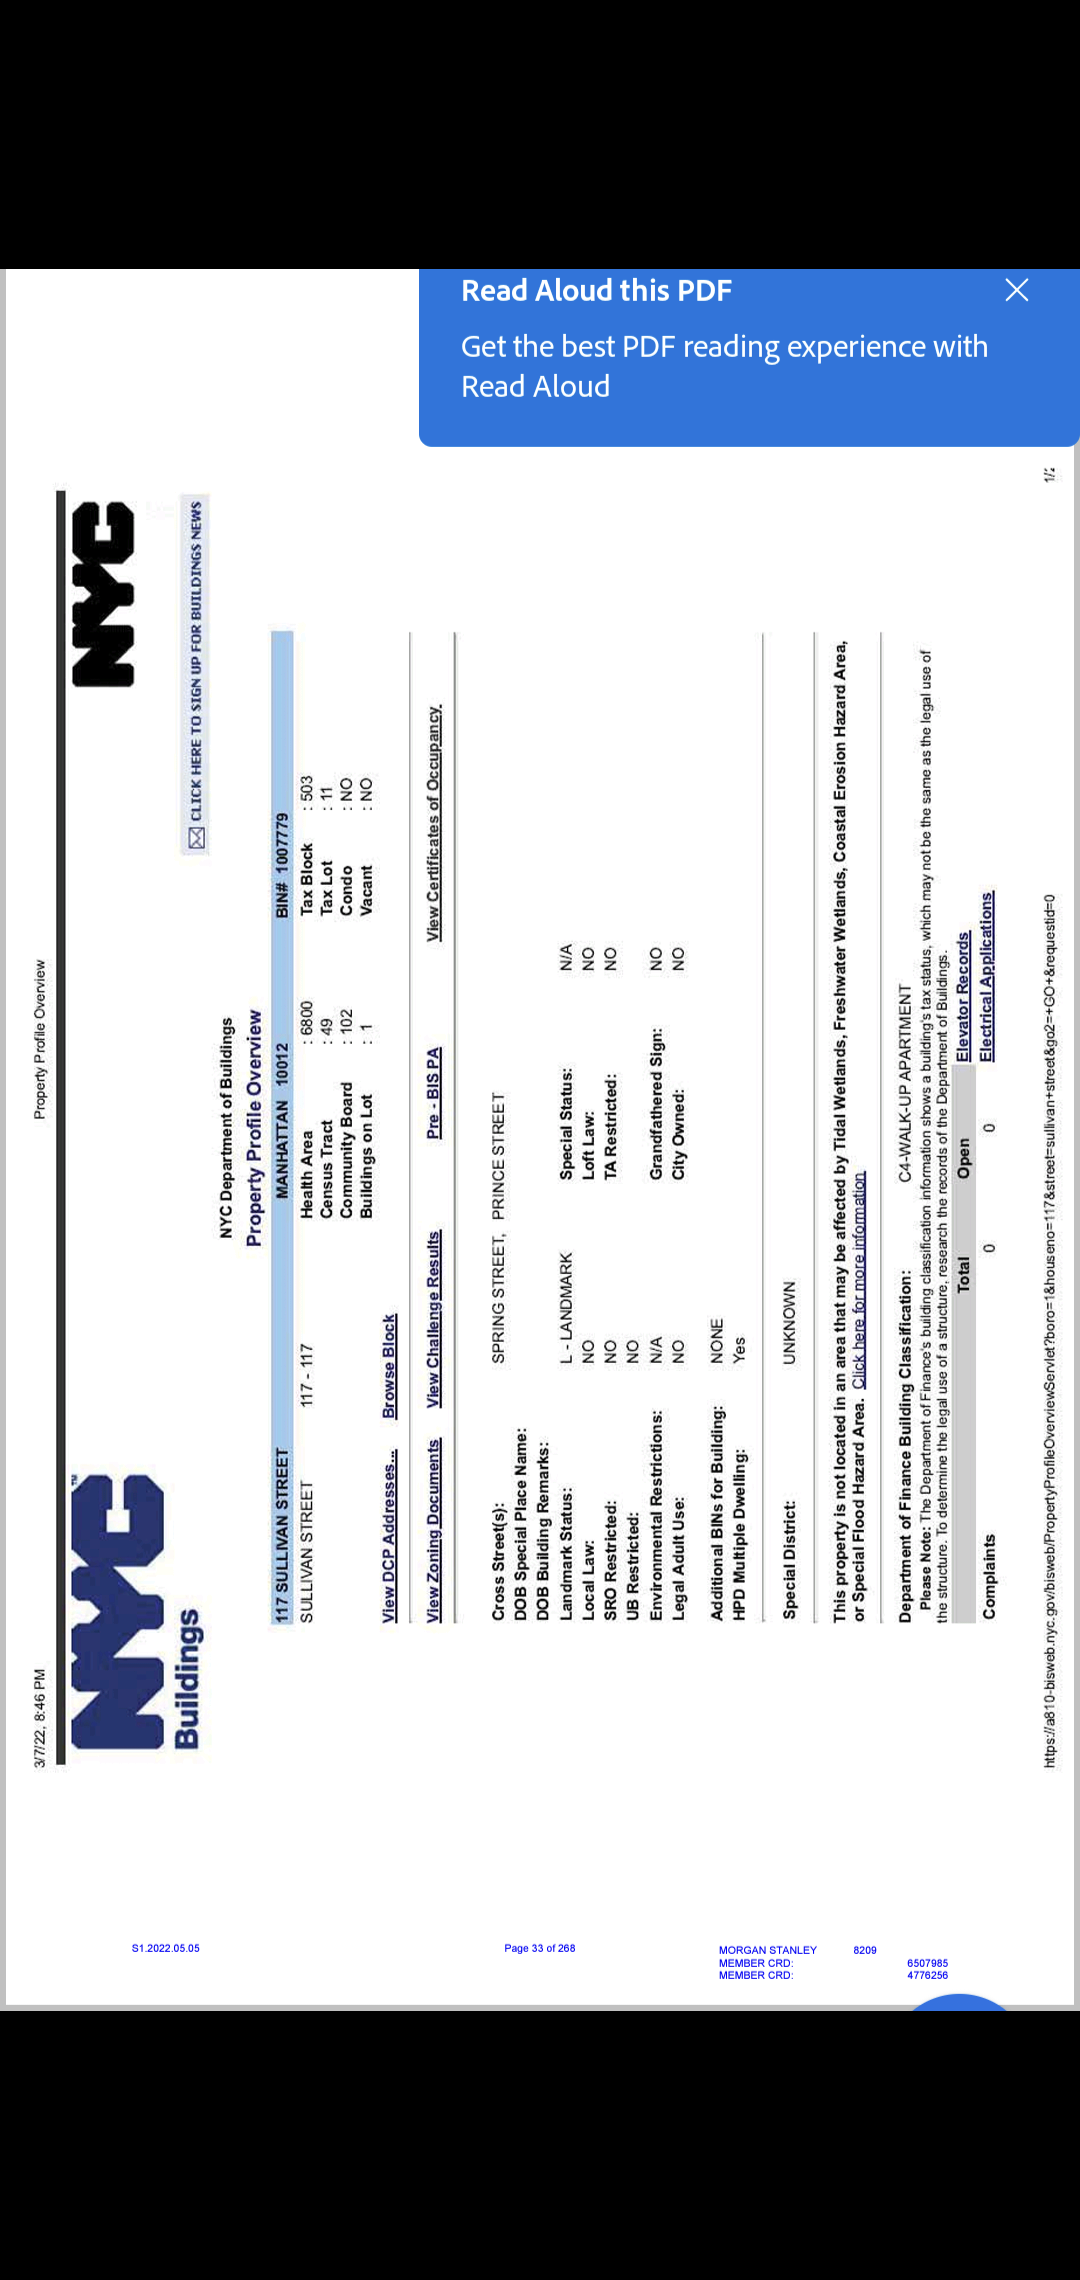 Read Aloud this PDF
Get the best PDF reading experience with
Read Aloud
3/7/22, 8:46 PM Property Profile Overview
NYC™
Buildings
NYC
CLICK HERE TO SIGN UP FOR BUILDINGS NEWS
NYC Department of Buildings
Property Profile Overview
117 SULLIVAN STREET MANHATTAN 10012 BIN# 1007779
SULLIVAN STREET 117 - 117 Health Area : 6800 Tax Block : 503
Census Tract : 49 Tax Lot : 11
Community Board : 102 Condo : NO
Buildings on Lot : 1 Vacant : NO
View DCP Addresses... Browse Block
View Zoning Documents View Challenge Results Pre - BIS PA View Certificates of Occupancy
Cross Street(s): SPRING STREET, PRINCE STREET
DOB Special Place Name:
DOB Building Remarks:
Landmark Status: L - LANDMARK Special Status: N/A
Local Law: NO Loft Law: NO
SRO Restricted: NO TA Restricted: NO
UB Restricted: NO
Environmental Restrictions: N/A Grandfathered Sign: NO
Legal Adult Use: NO City Owned: NO
Additional BINs for Building: NONE
HPD Multiple Dwelling: Yes
Special District: UNKNOWN
This property is not located in an area that may be affected by Tidal Wetlands, Freshwater Wetlands, Coastal Erosion Hazard Area,
or Special Flood Hazard Area. Click here for more information
Department of Finance Building Classification: C4-WALK-UP APARTMENT
Please Note: The Department of Finance's building classification information shows a building's tax status, which may not be the same as the legal use of
the structure. To determine the legal use of a structure, research the records of the Department of Buildings.
Total Open Elevator Records
Complaints 0 0 Electrical Applications
https://a810-bisweb.nyc.gov/bisweb/PropertyProfileOverviewServlet?boro=1&houseno=117&street=sullivan+street&go2=+GO+&requestid=0 1/2
S1.2022.05.05 Page 33 of 268 MORGAN STANLEY 8209
MEMBER CRD: 6507985
MEMBER CRD: 4776256